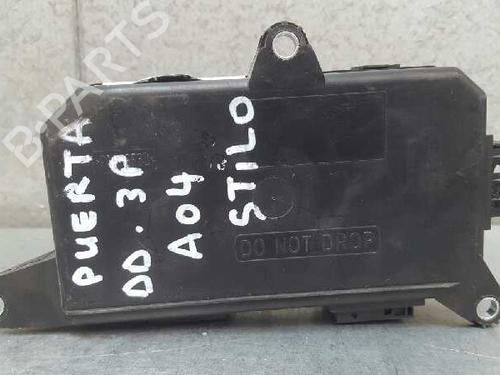 B-PARTS
PUERTA
DD. 3P
A04
STILO
DO NOT DROP